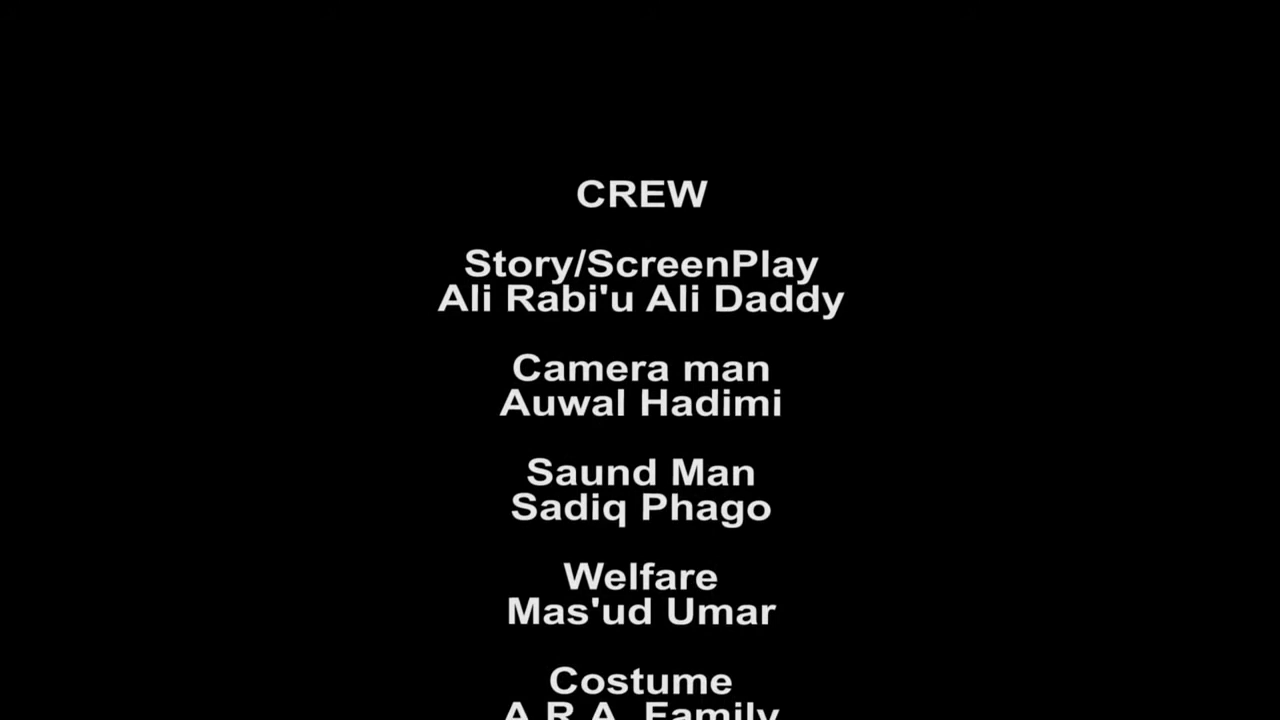 CREW
Story/ScreenPlay
Ali Rabi'u Ali Daddy
Camera man
Auwal Hadimi
Saund Man
Sadiq Phago
Welfare
Mas'ud Umar
Costume
A.R.A. Family